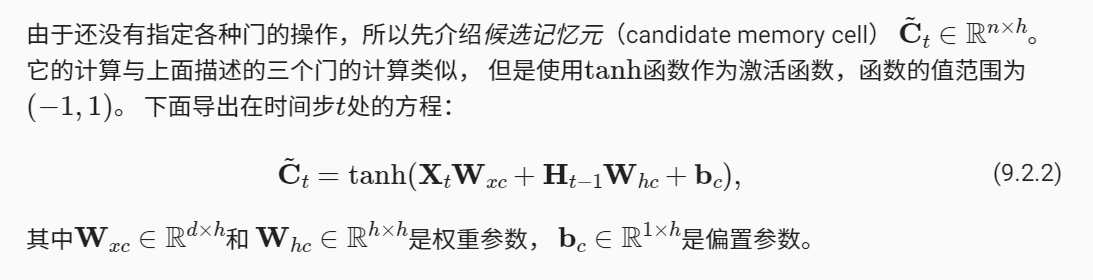 由于还没有指定各种门的操作，所以先介绍候选记忆元（candidate memory cell） $\tilde{\mathbf{C}}_t \in \mathbb{R}^{n \times h}$。
它的计算与上面描述的三个门的计算类似， 但是使用$\tanh$函数作为激活函数，函数的值范围为
$(-1, 1)$。 下面导出在时间步$t$处的方程：
$\tilde{\mathbf{C}}_t = \tanh(\mathbf{X}_t \mathbf{W}_{xc} + \mathbf{H}_{t-1} \mathbf{W}_{hc} + \mathbf{b}_c),$ (9.2.2)
其中$\mathbf{W}_{xc} \in \mathbb{R}^{d \times h}$和 $\mathbf{W}_{hc} \in \mathbb{R}^{h \times h}$是权重参数， $\mathbf{b}_c \in \mathbb{R}^{1 \times h}$是偏置参数。